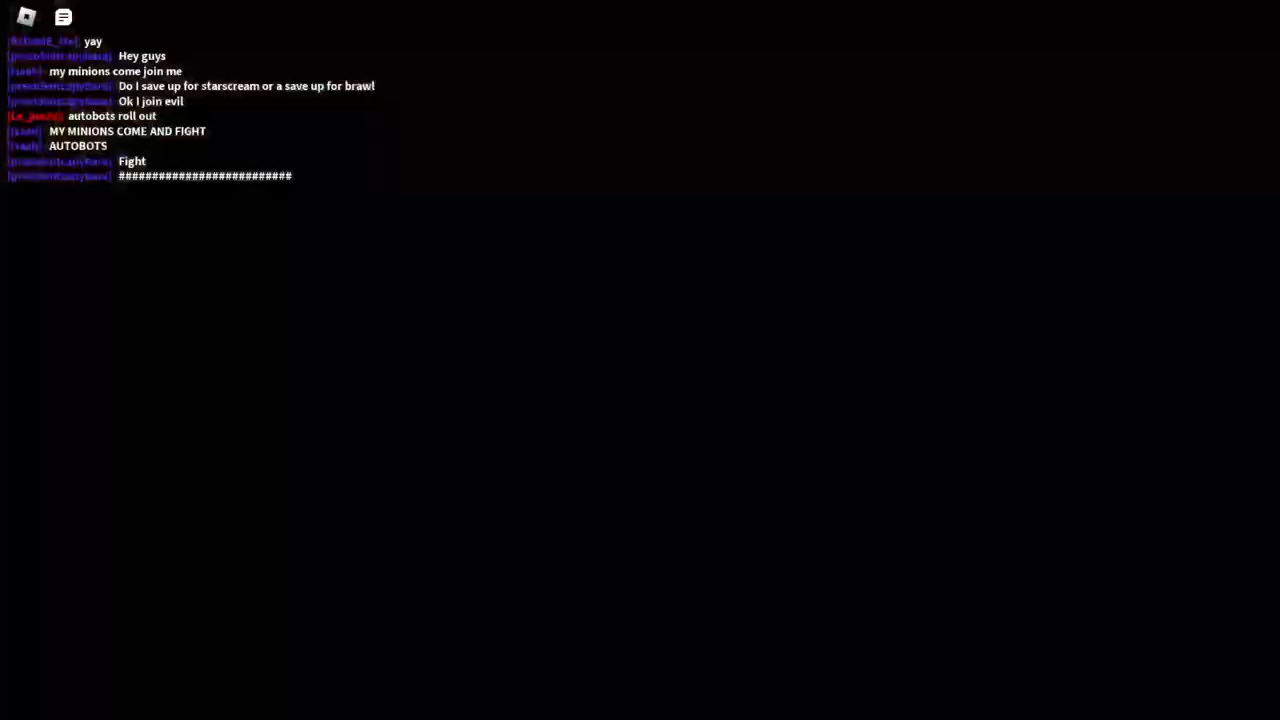 yay
Hey guys
my minions come join me
Do I save up for starscream or a save up for brawl
Ok I join evil
autobots roll out
MY MINIONS COME AND FIGHT
AUTOBOTS
Fight
##########################